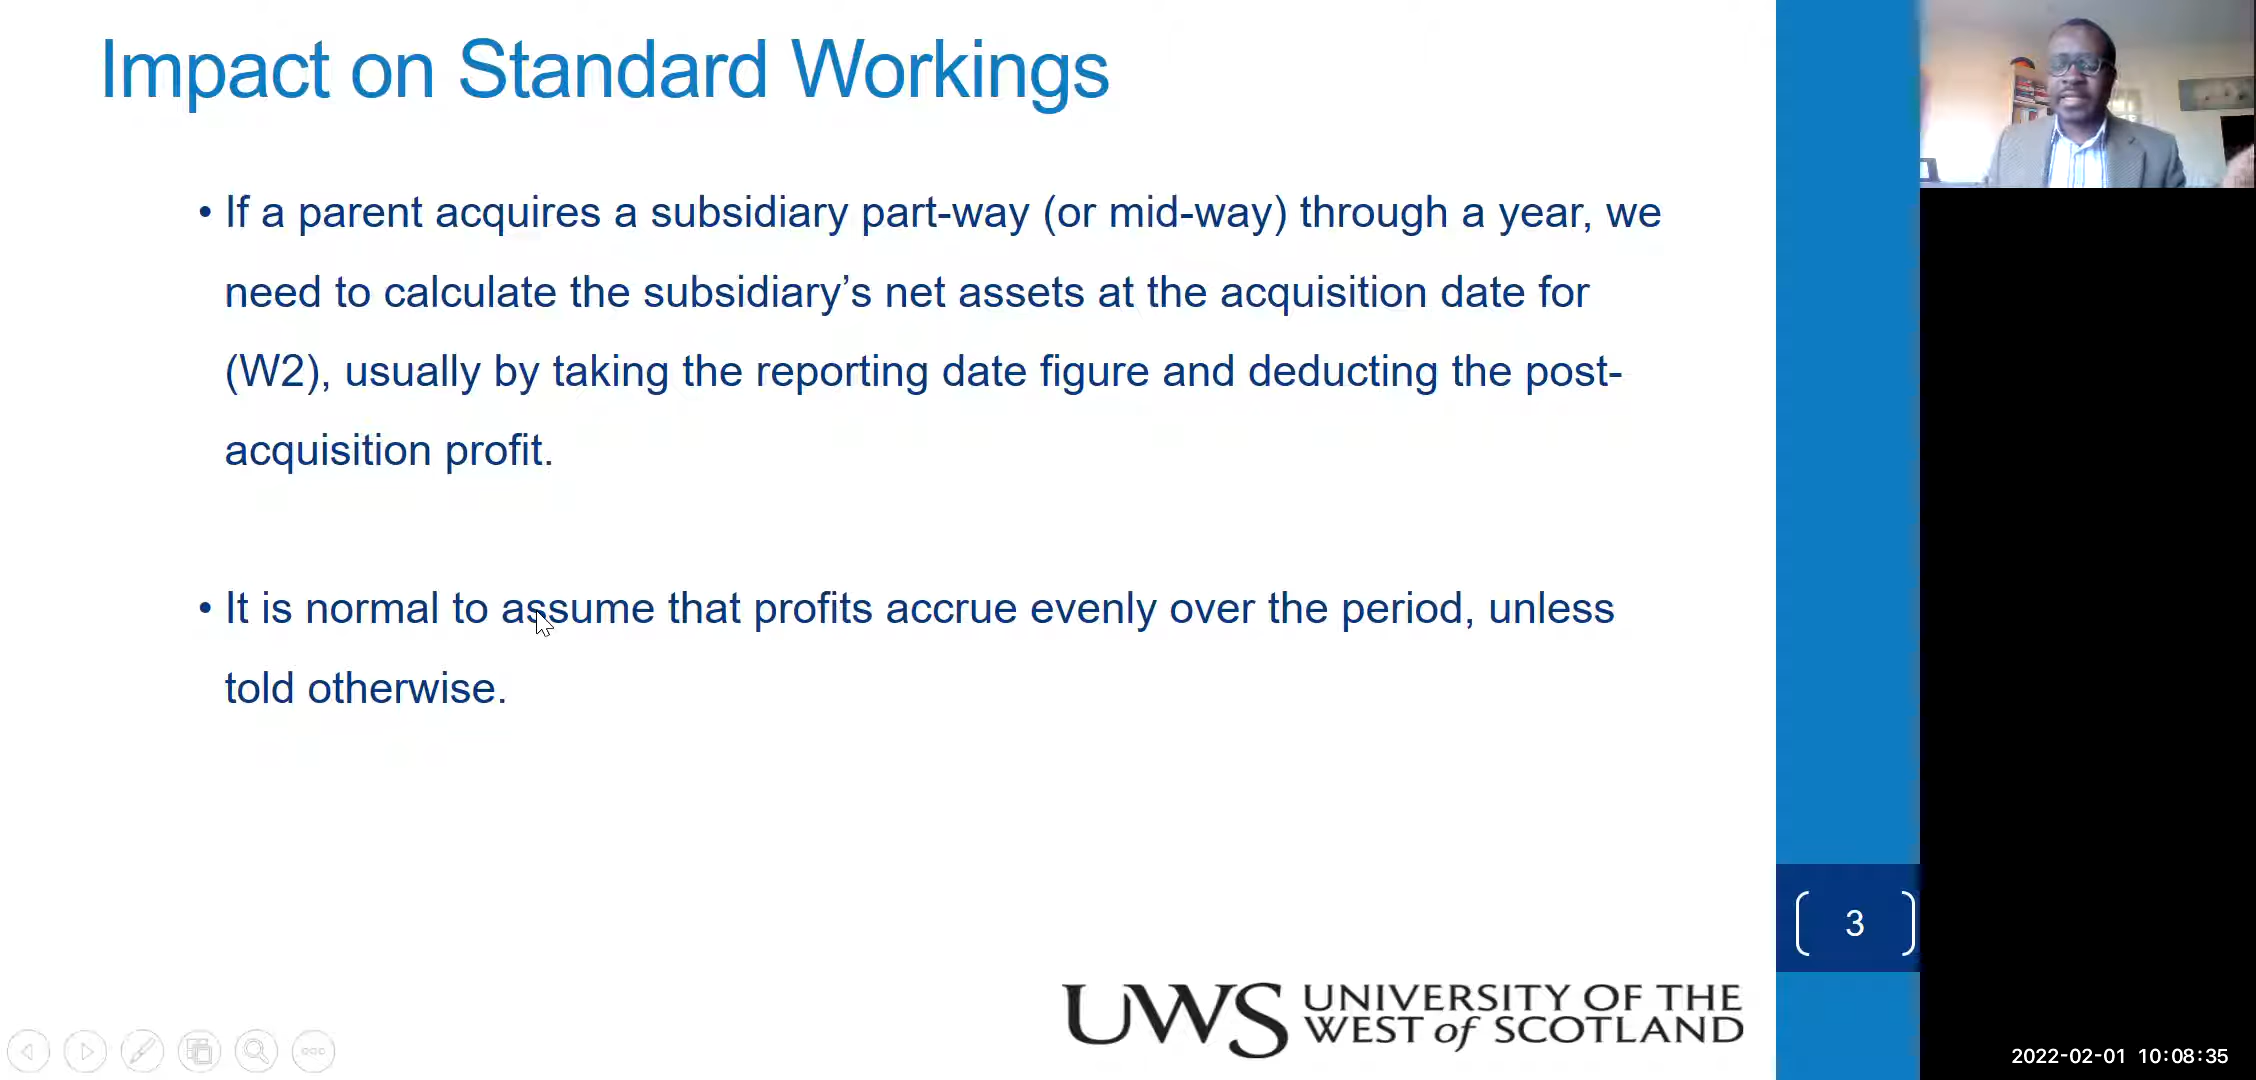 Impact on Standard Workings
• If a parent acquires a subsidiary part-way (or mid-way) through a year, we
need to calculate the subsidiary’s net assets at the acquisition date for
(W2), usually by taking the reporting date figure and deducting the post-
acquisition profit.
• It is normal to assume that profits accrue evenly over the period, unless
told otherwise.
3
UWS UNIVERSITY OF THE
WEST of SCOTLAND
2022-02-01 10:08:35